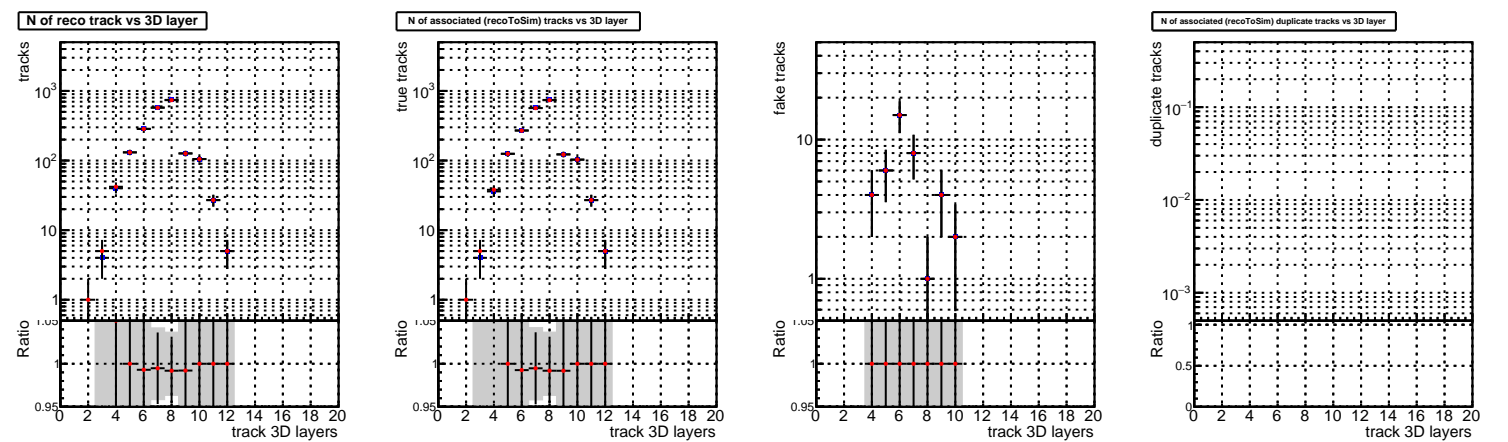 N of reco track vs 3D layer
tracks
10³
10²
10
1
Ratio
1.05
1
0.95
0 2 4 6 8 10 12 14 16 18 20
track 3D layers
N of associated (recoToSim) tracks vs 3D layer
true tracks
10³
10²
10
1
Ratio
1.05
1
0.95
0 2 4 6 8 10 12 14 16 18 20
track 3D layers
fake tracks
10
1
Ratio
1.05
1
0.95
0 2 4 6 8 10 12 14 16 18 20
track 3D layers
N of associated (recoToSim) duplicate tracks vs 3D layer
duplicate tracks
10⁻¹
10⁻²
10⁻³
Ratio
1
0.5
0
0 2 4 6 8 10 12 14 16 18 20
track 3D layers